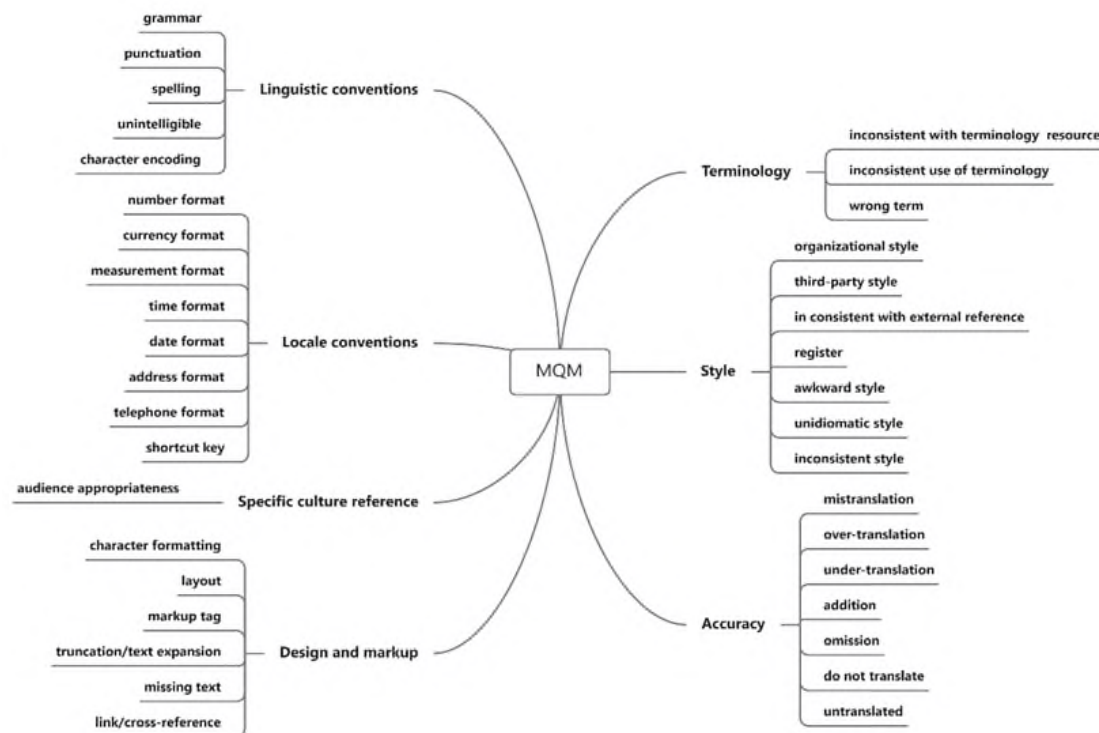 grammar
punctuation
spelling
unintelligible
character encoding
Linguistic conventions
number format
currency format
measurement format
time format
date format
address format
telephone format
shortcut key
Locale conventions
audience appropriateness
Specific culture reference
character formatting
layout
markup tag
truncation/text expansion
missing text
link/cross-reference
Design and markup
MQM
Terminology
inconsistent with terminology resource
inconsistent use of terminology
wrong term
Style
organizational style
third-party style
in consistent with external reference
register
awkward style
unidiomatic style
inconsistent style
Accuracy
mistranslation
over-translation
under-translation
addition
omission
do not translate
untranslated